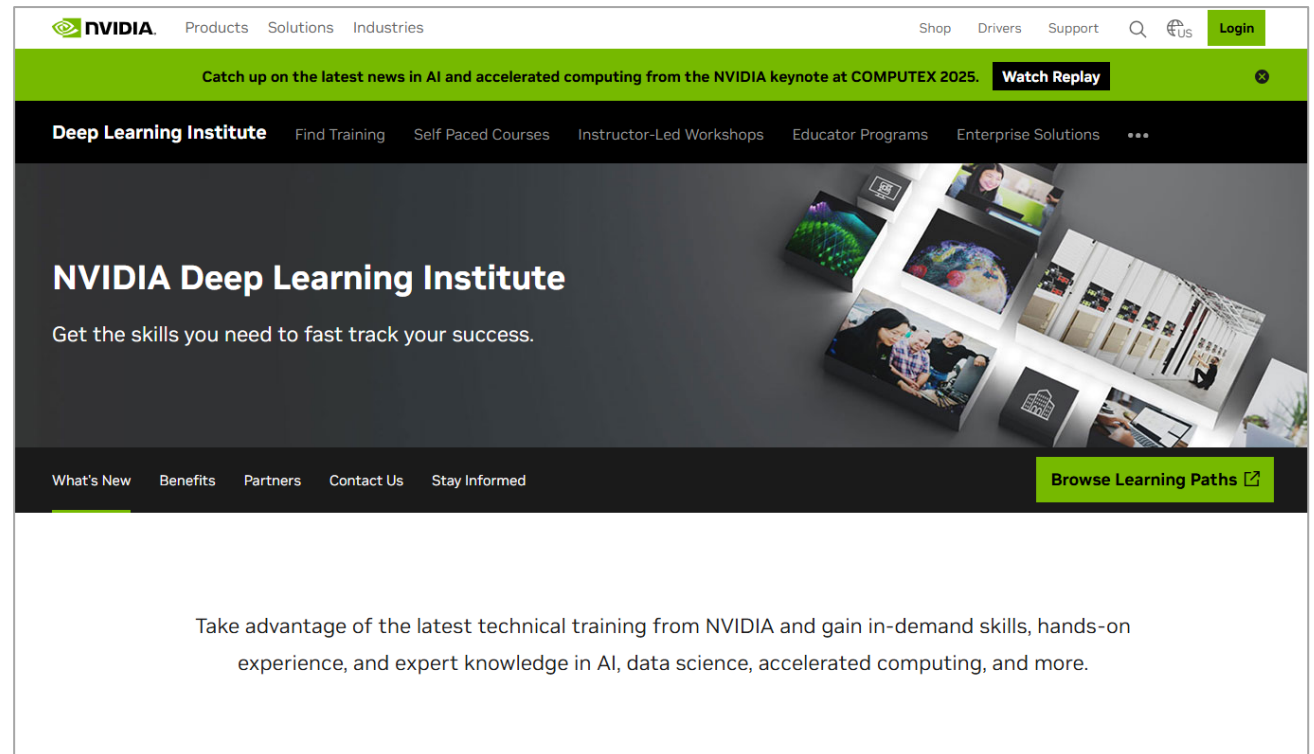 NVIDIA. Products Solutions Industries Shop Drivers Support US Login
Catch up on the latest news in AI and accelerated computing from the NVIDIA keynote at COMPUTEX 2025. Watch Replay
Deep Learning Institute Find Training Self Paced Courses Instructor-Led Workshops Educator Programs Enterprise Solutions •••
NVIDIA Deep Learning Institute
Get the skills you need to fast track your success.
What's New Benefits Partners Contact Us Stay Informed Browse Learning Paths
Take advantage of the latest technical training from NVIDIA and gain in-demand skills, hands-on
experience, and expert knowledge in AI, data science, accelerated computing, and more.